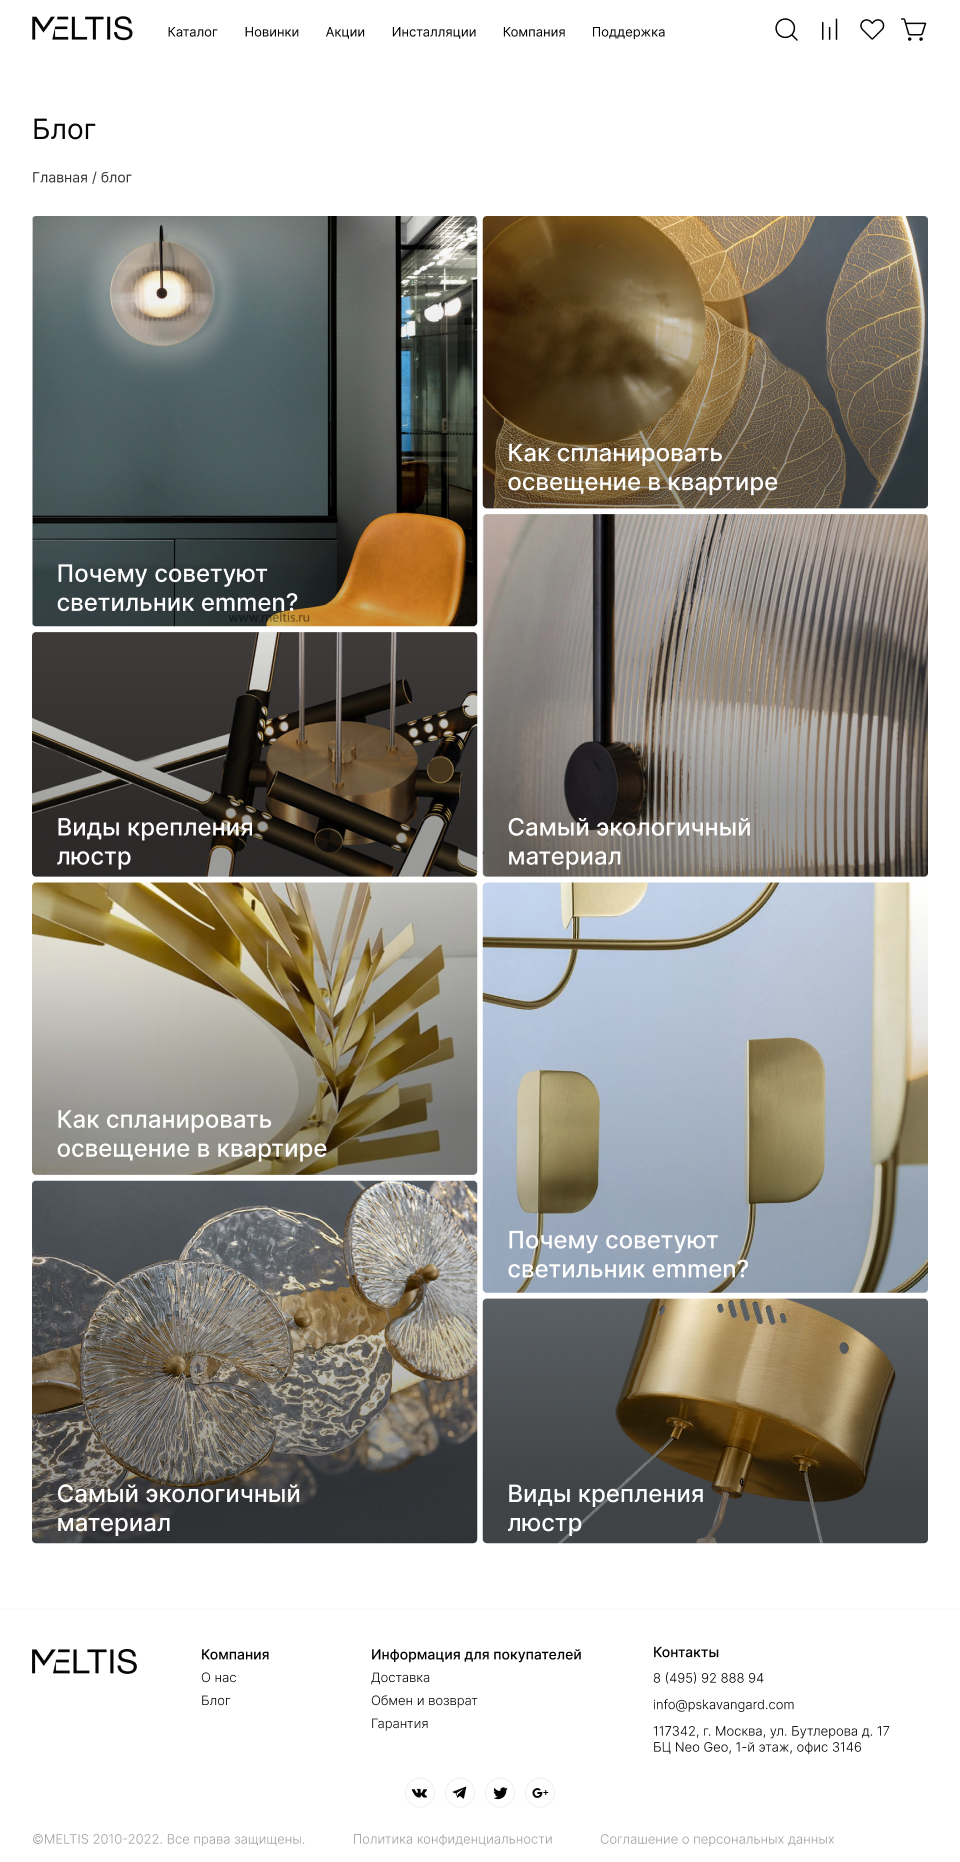 MELTIS
Каталог
Новинки
Акции
Инсталляции
Компания
Поддержка
Блог
Главная / блог
Почему советуют
светильник emmen?
www.meltis.ru
Как спланировать
освещение в квартире
Виды крепления
люстр
Самый экологичный
материал
Как спланировать
освещение в квартире
Почему советуют
светильник emmen?
Самый экологичный
материал
Виды крепления
люстр
MELTIS
Компания
О нас
Блог
Информация для покупателей
Доставка
Обмен и возврат
Гарантия
Контакты
8 (495) 92 888 94
info@pskavangard.com
117342, г. Москва, ул. Бутлерова д. 17
БЦ Neo Geo, 1-й этаж, офис 3146
©MELTIS 2010-2022. Все права защищены.
Политика конфиденциальности
Соглашение о персональных данных